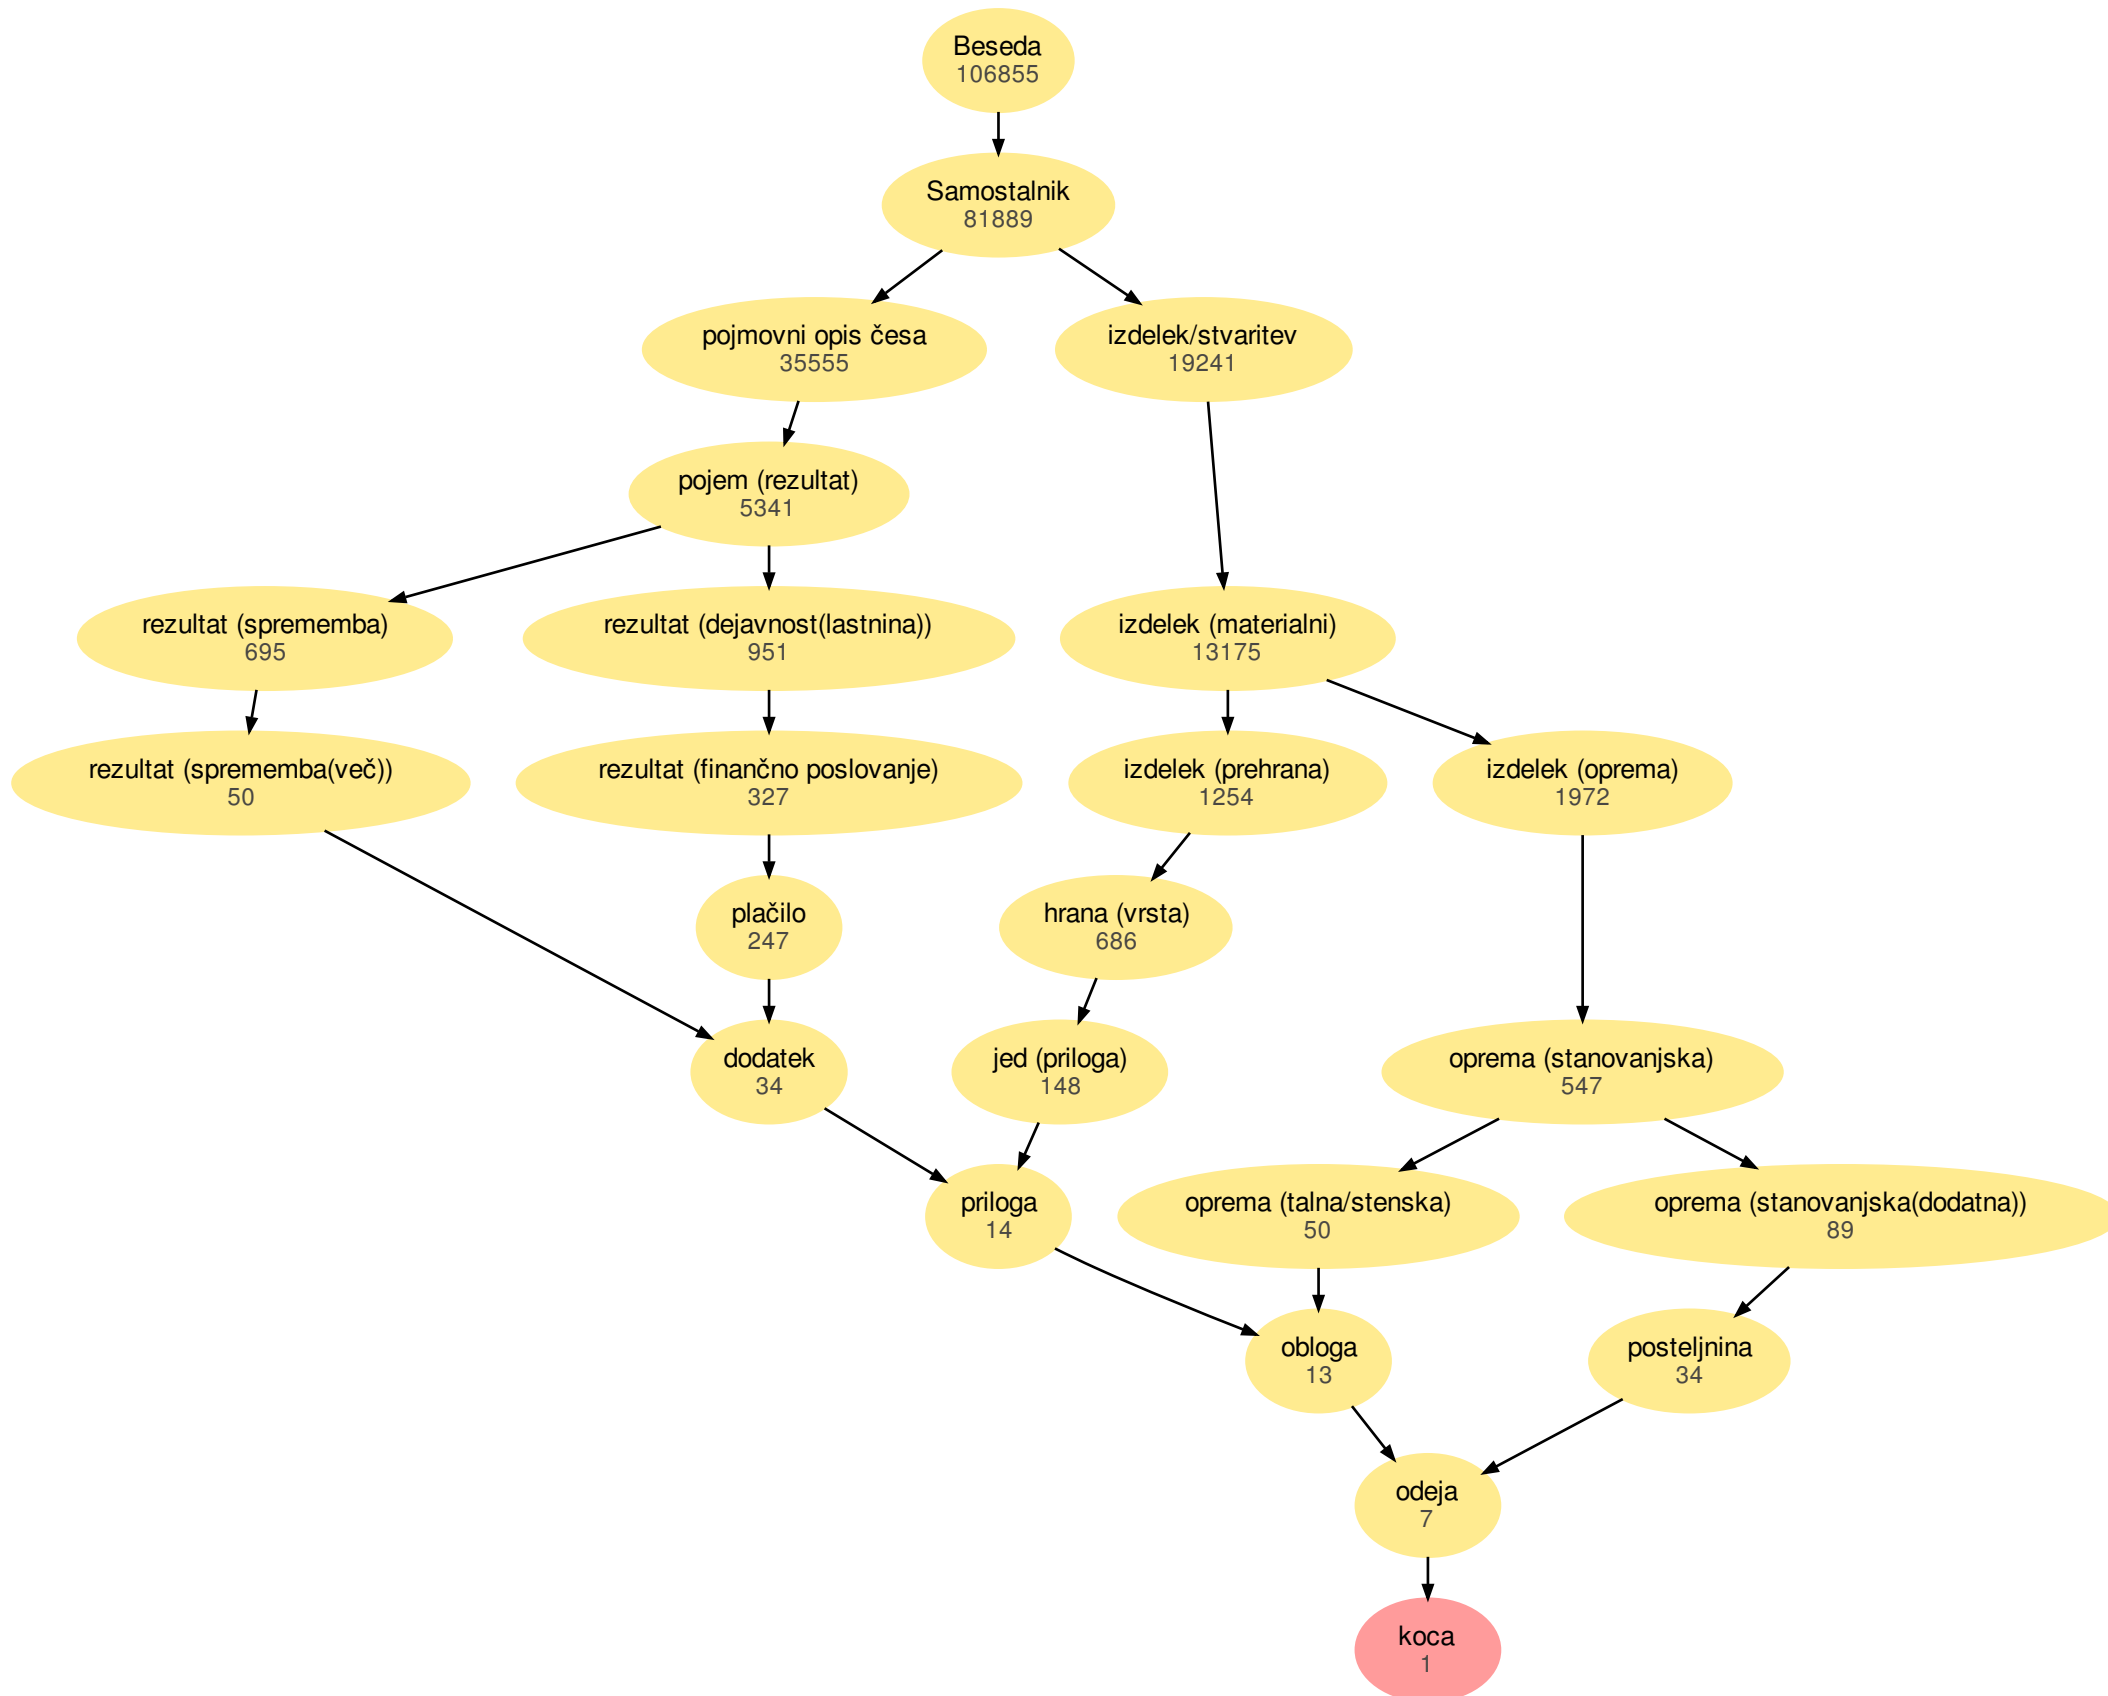 Beseda
106855
Samostalnik
81889
pojmovni opis česa
35555
izdelek/stvaritev
19241
pojem (rezultat)
5341
rezultat (sprememba)
695
rezultat (dejavnost(lastnina))
951
izdelek (materialni)
13175
rezultat (sprememba(več))
50
rezultat (finančno poslovanje)
327
izdelek (prehrana)
1254
izdelek (oprema)
1972
plačilo
247
hrana (vrsta)
686
dodatek
34
jed (priloga)
148
oprema (stanovanjska)
547
priloga
14
oprema (talna/stenska)
50
oprema (stanovanjska(dodatna))
89
obloga
13
posteljnina
34
odeja
7
koca
1